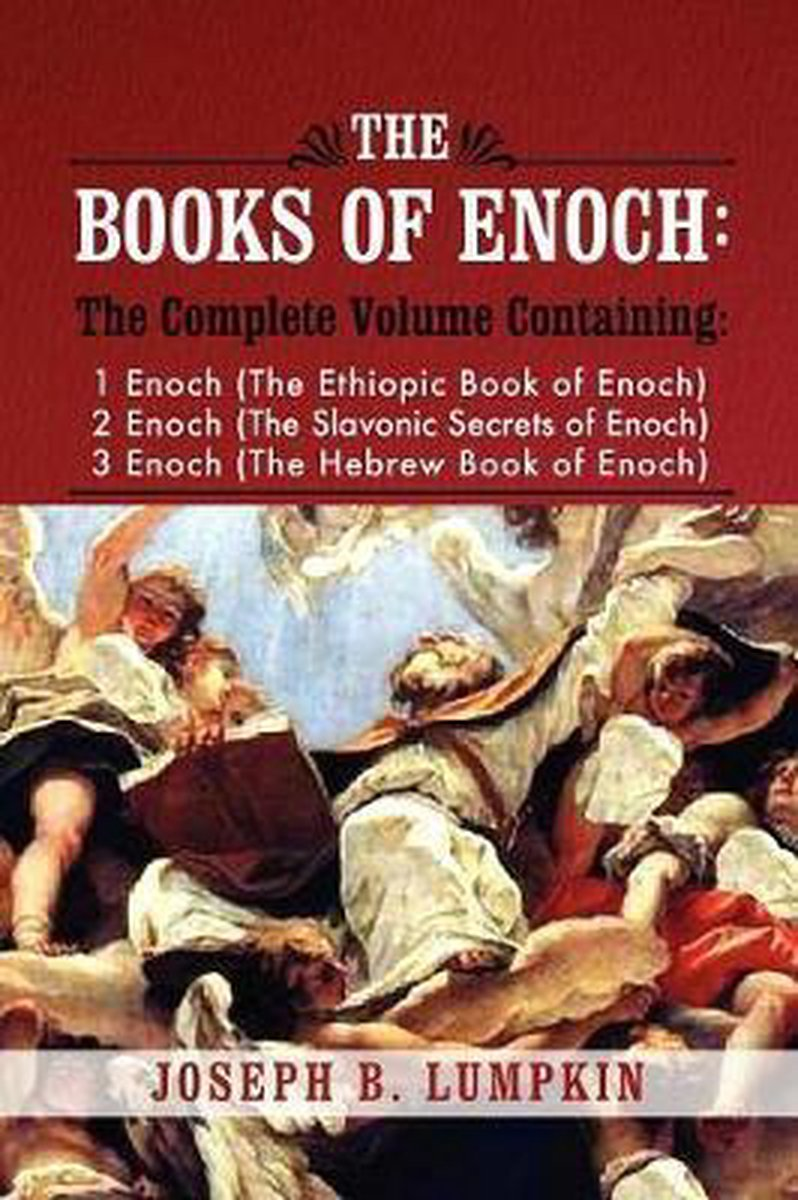 THE
BOOKS OF ENOCH:
The Complete Volume Containing:
1 Enoch (The Ethiopic Book of Enoch)
2 Enoch (The Slavonic Secrets of Enoch)
3 Enoch (The Hebrew Book of Enoch)
JOSEPH B. LUMPKIN